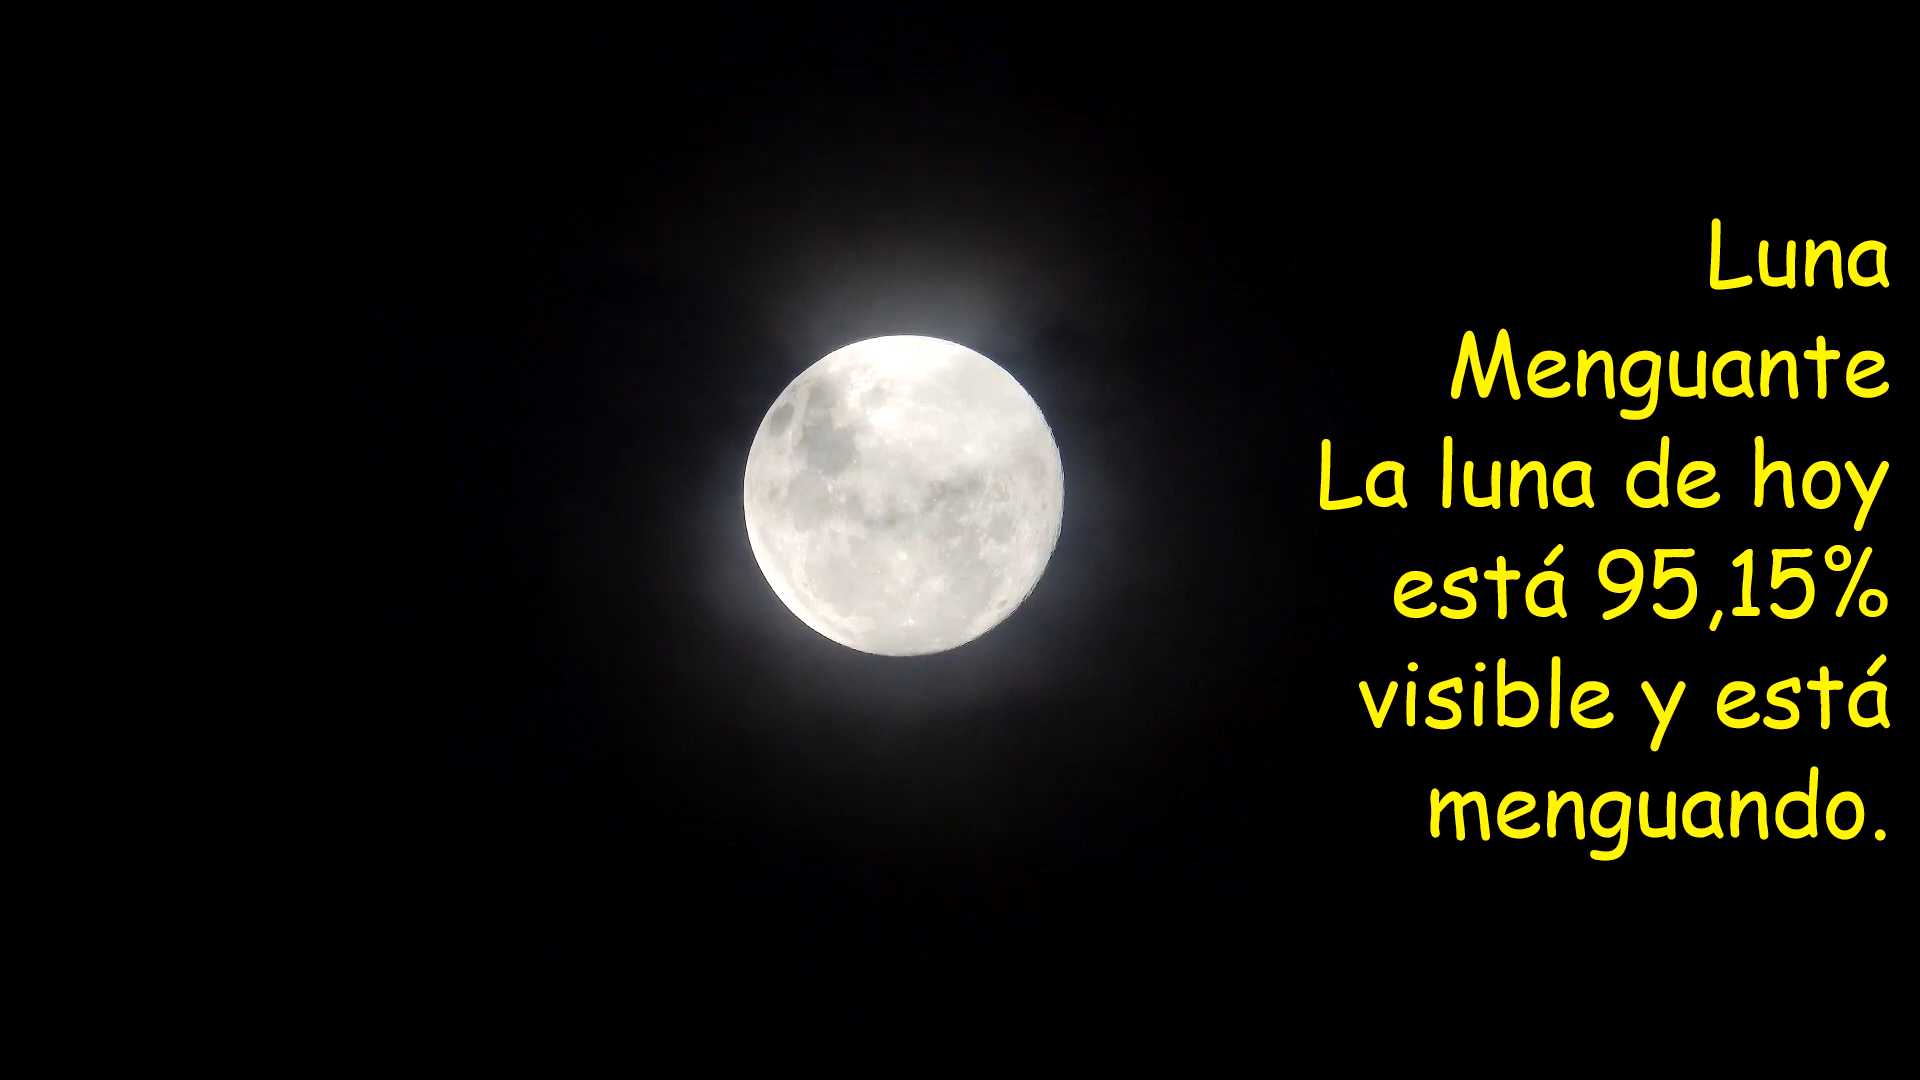 Luna
Menguante
La luna de hoy
está 95,15%
visible y está
menguando.